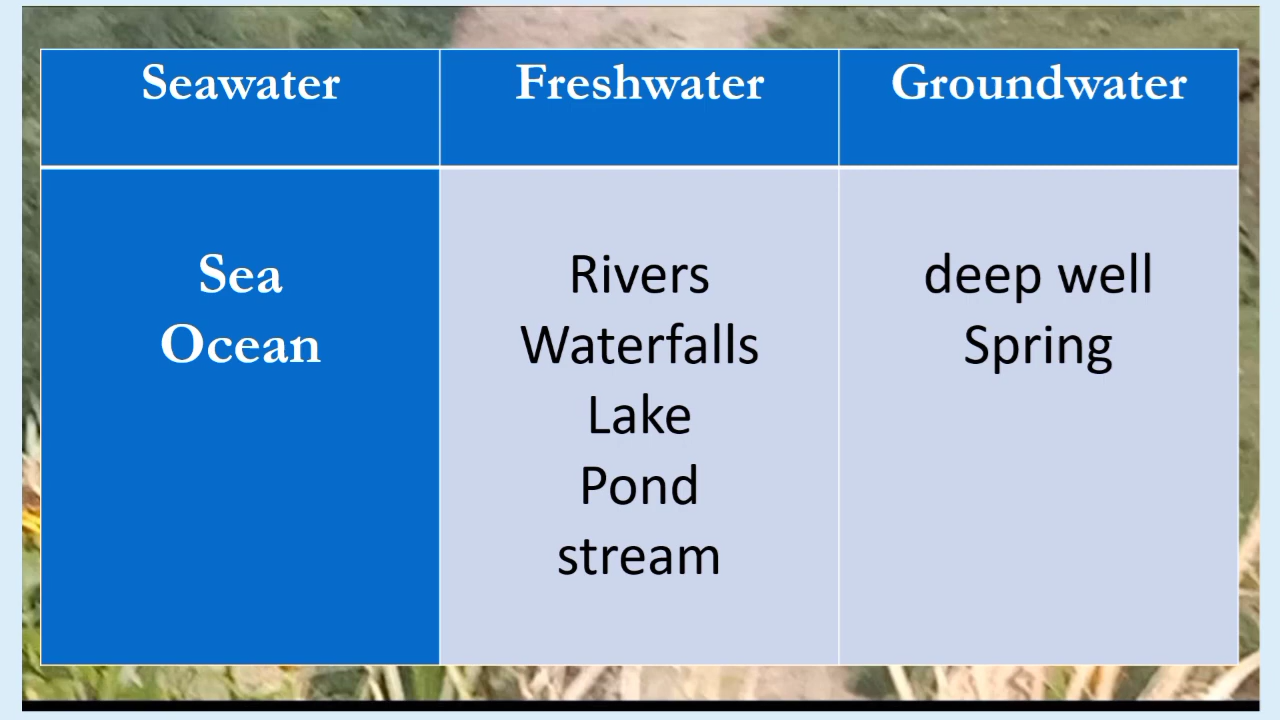 Seawater
Freshwater
Groundwater
Sea
Ocean
Rivers
Waterfalls
Lake
Pond
stream
deep well
Spring